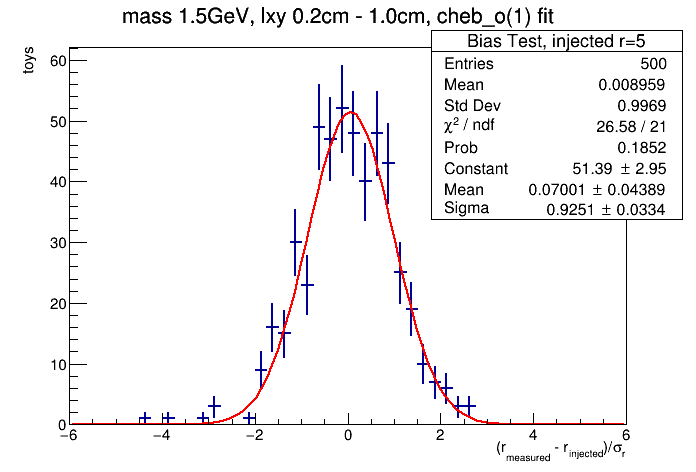 mass 1.5GeV, lxy 0.2cm - 1.0cm, cheb_o(1) fit
toys
Bias Test, injected r=5
Entries 500
Mean 0.008959
Std Dev 0.9969
χ² / ndf 26.58 / 21
Prob 0.1852
Constant 51.39 ± 2.95
Mean 0.07001 ± 0.04389
Sigma 0.9251 ± 0.0334
60
50
40
30
20
10
0
−6 −4 −2 0 2 4 6
(r_measured - r_injected)/σ_r